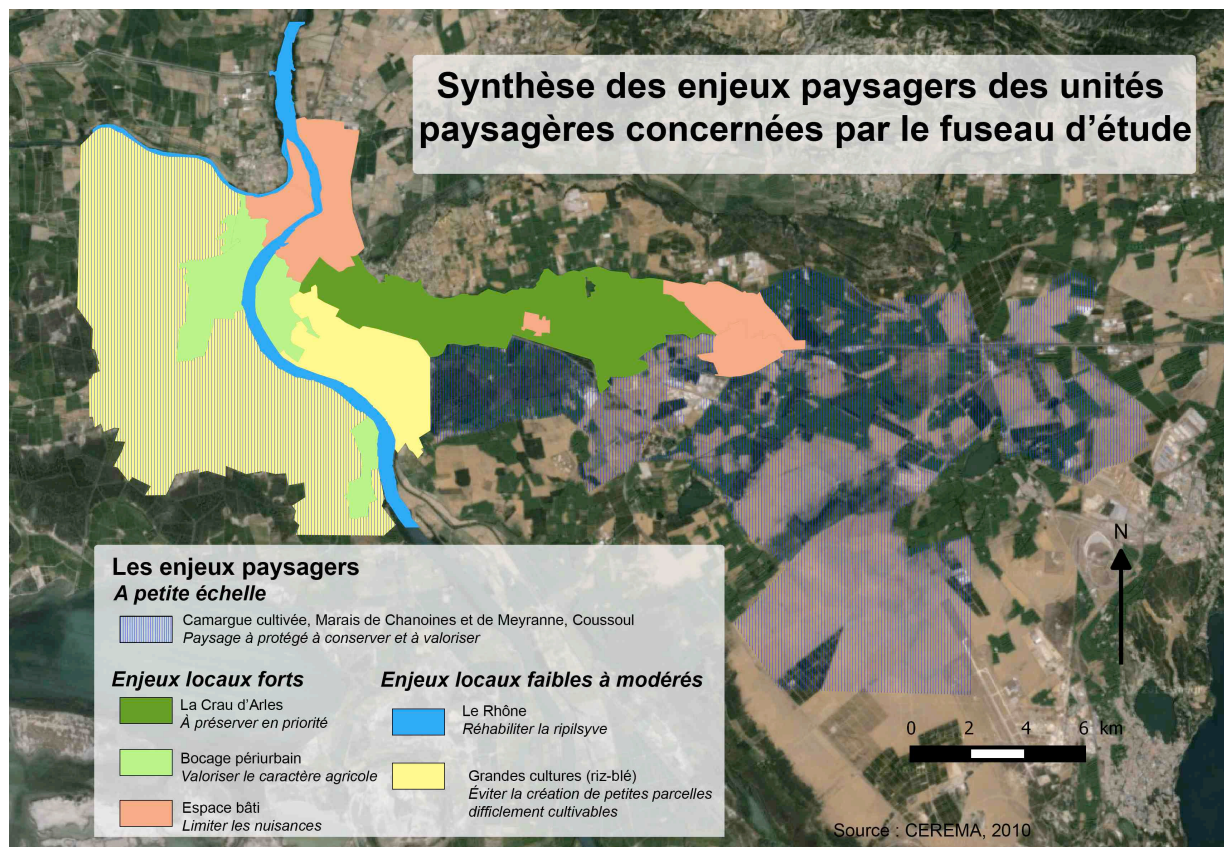 Synthèse des enjeux paysagers des unités
paysagères concernées par le fuseau d'étude
Les enjeux paysagers
A petite échelle
Camargue cultivée, Marais de Chanoines et de Meyranne, Coussoul
Paysage à protégé à conserver et à valoriser
Enjeux locaux forts
La Crau d'Arles
À préserver en priorité
Bocage périurbain
Valoriser le caractère agricole
Espace bâti
Limiter les nuisances
Enjeux locaux faibles à modérés
Le Rhône
Réhabiliter la ripilsyve
Grandes cultures (riz-blé)
Éviter la création de petites parcelles
difficlement cultivables
N
0 2 4 6 km
Source : CEREMA, 2010